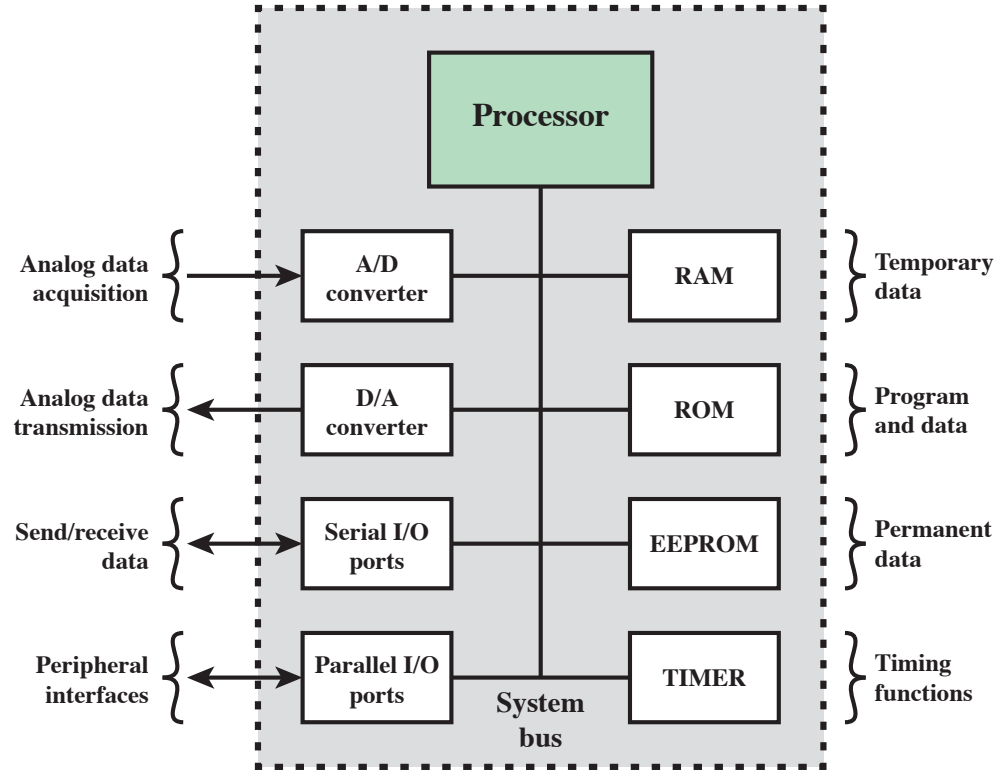 Processor
Analog data
acquisition
A/D
converter
RAM
Temporary
data
Analog data
transmission
D/A
converter
ROM
Program
and data
Send/receive
data
Serial I/O
ports
EEPROM
Permanent
data
Peripheral
interfaces
Parallel I/O
ports
TIMER
Timing
functions
System
bus